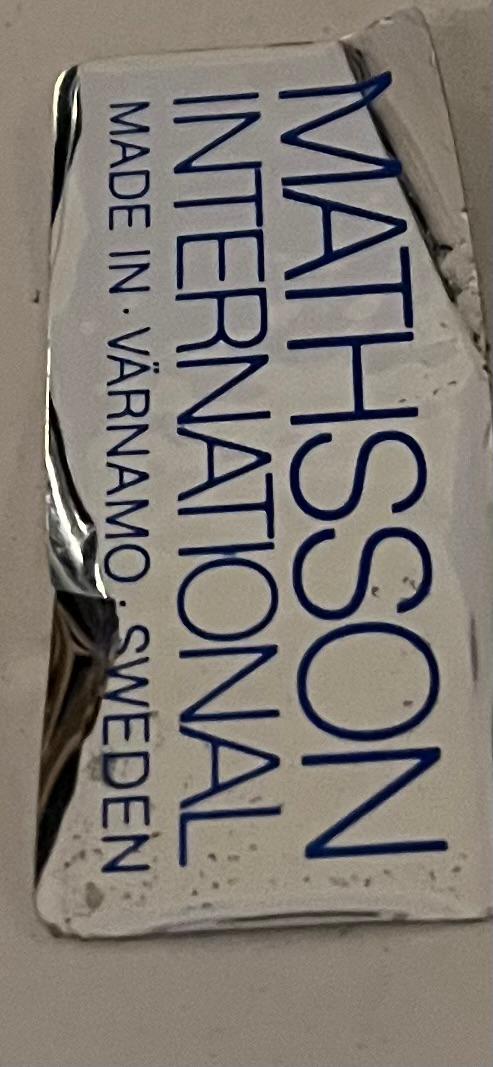 MATHSSON
INTERNATIONAL
MADE IN · VÄRNAMO · SWEDEN